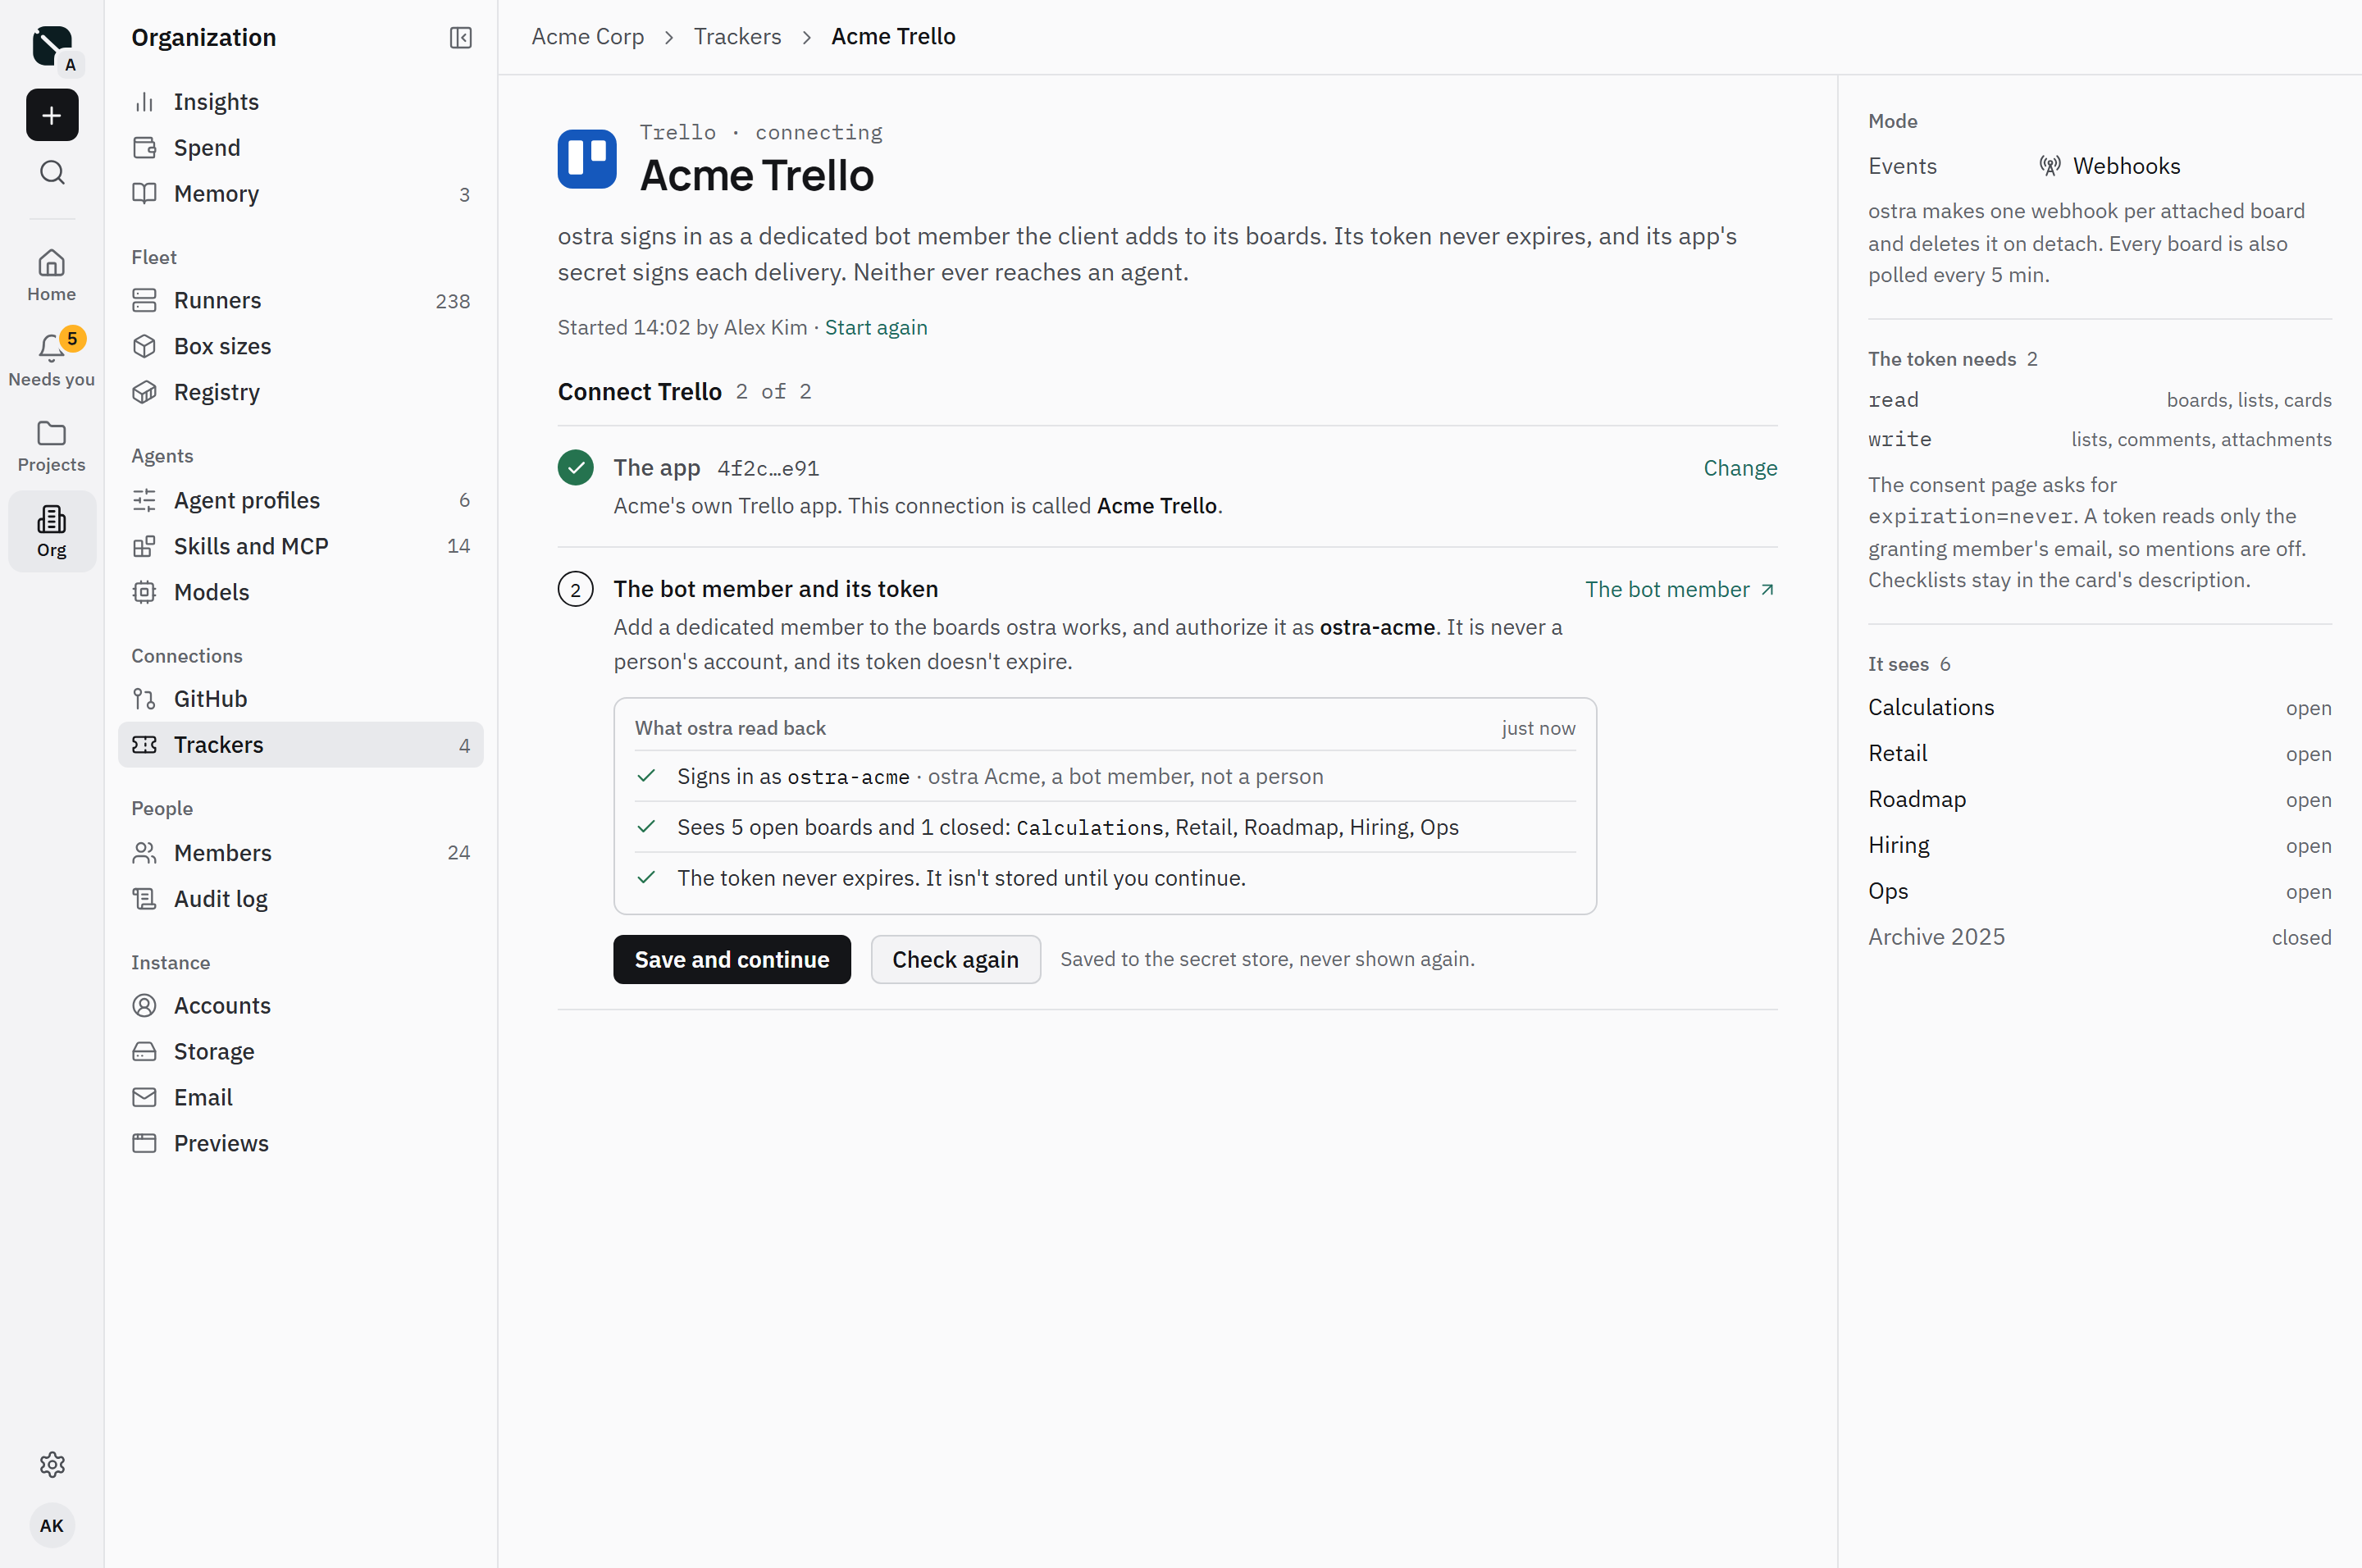 A
Home
5
Needs you
Projects
Org
AK
Organization
Insights
Spend
Memory 3
Fleet
Runners 238
Box sizes
Registry
Agents
Agent profiles 6
Skills and MCP 14
Models
Connections
GitHub
Trackers 4
People
Members 24
Audit log
Instance
Accounts
Storage
Email
Previews
Acme Corp > Trackers > Acme Trello
Trello · connecting
Acme Trello
ostra signs in as a dedicated bot member the client adds to its boards. Its token never expires, and its app's
secret signs each delivery. Neither ever reaches an agent.
Started 14:02 by Alex Kim · Start again
Connect Trello 2 of 2
The app 4f2c…e91 Change
Acme's own Trello app. This connection is called Acme Trello.
2 The bot member and its token The bot member ↗
Add a dedicated member to the boards ostra works, and authorize it as ostra-acme. It is never a
person's account, and its token doesn't expire.
What ostra read back just now
Signs in as ostra-acme · ostra Acme, a bot member, not a person
Sees 5 open boards and 1 closed: Calculations, Retail, Roadmap, Hiring, Ops
The token never expires. It isn't stored until you continue.
Save and continue Check again Saved to the secret store, never shown again.
Mode
Events Webhooks
ostra makes one webhook per attached board
and deletes it on detach. Every board is also
polled every 5 min.
The token needs 2
read boards, lists, cards
write lists, comments, attachments
The consent page asks for
expiration=never. A token reads only the
granting member's email, so mentions are off.
Checklists stay in the card's description.
It sees 6
Calculations open
Retail open
Roadmap open
Hiring open
Ops open
Archive 2025 closed